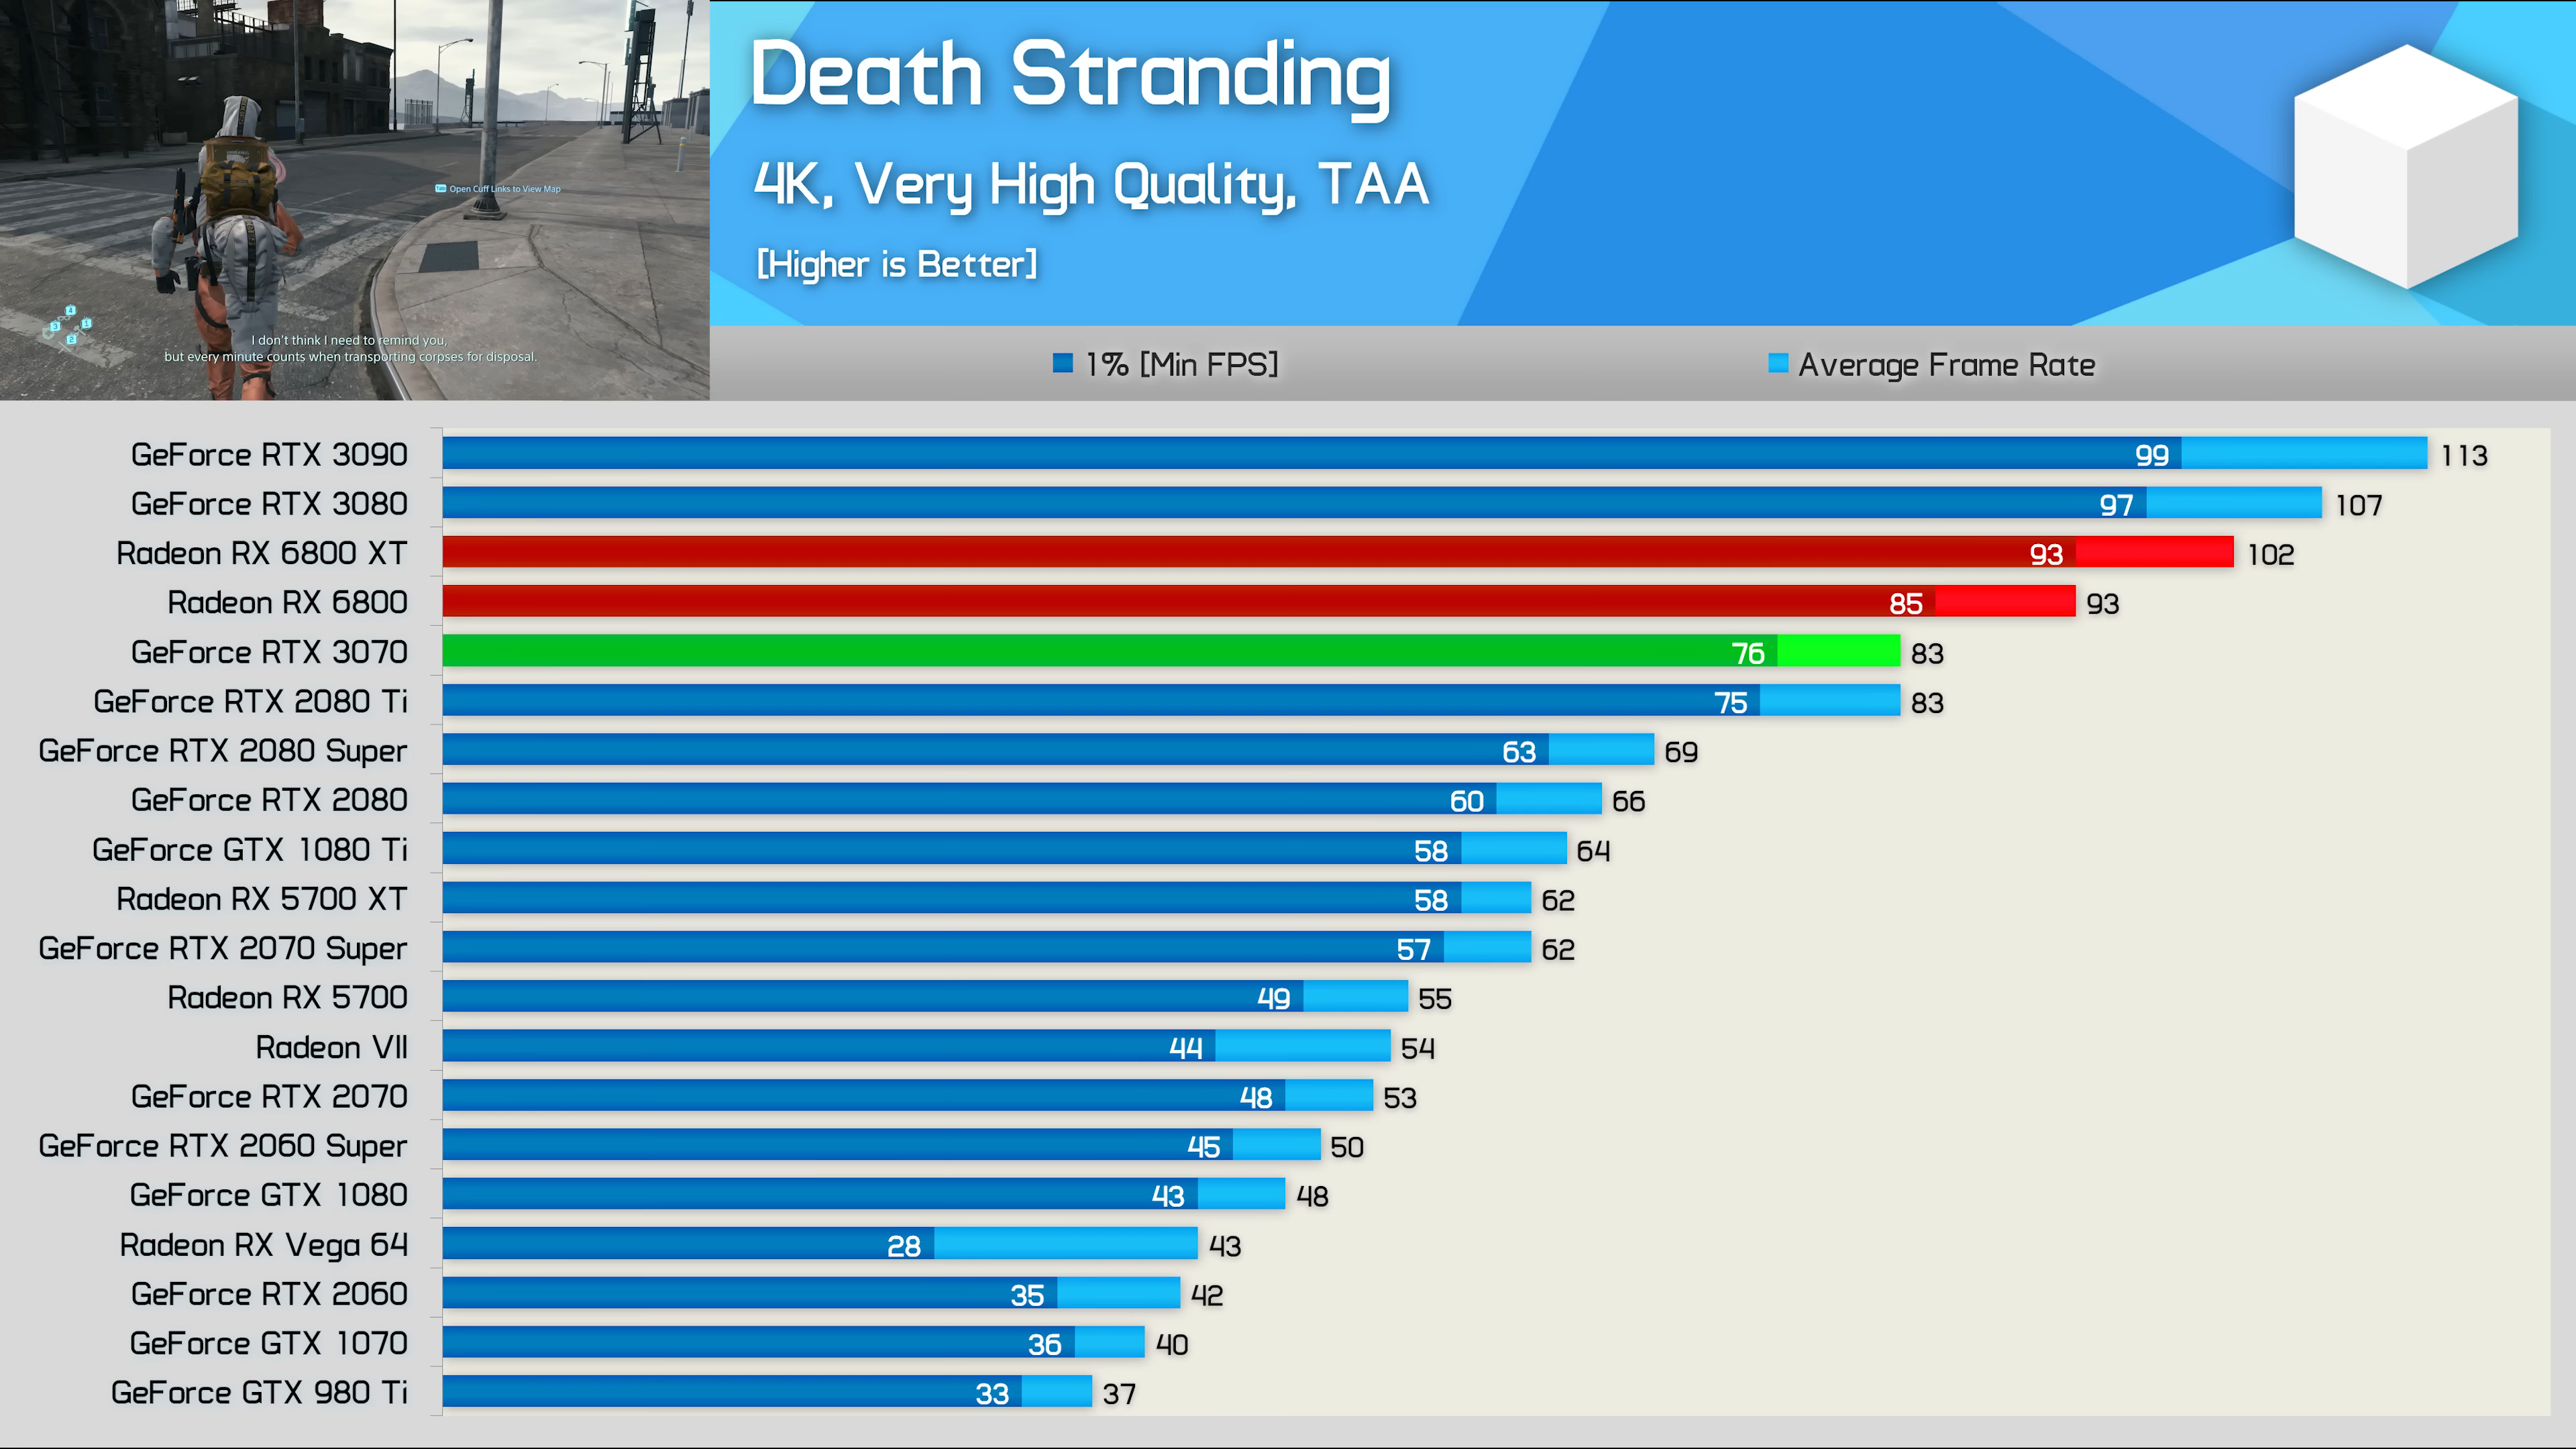 Death Stranding
4K, Very High Quality, TAA
[Higher is Better]
Open Cuff Links to View Map
I don't think I need to remind you,
but every minute counts when transporting corpses for disposal.
1% [Min FPS] Average Frame Rate
GeForce RTX 3090 99 113
GeForce RTX 3080 97 107
Radeon RX 6800 XT 93 102
Radeon RX 6800 85 93
GeForce RTX 3070 76 83
GeForce RTX 2080 Ti 75 83
GeForce RTX 2080 Super 63 69
GeForce RTX 2080 60 66
GeForce GTX 1080 Ti 58 64
Radeon RX 5700 XT 58 62
GeForce RTX 2070 Super 57 62
Radeon RX 5700 49 55
Radeon VII 44 54
GeForce RTX 2070 48 53
GeForce RTX 2060 Super 45 50
GeForce GTX 1080 43 48
Radeon RX Vega 64 28 43
GeForce RTX 2060 35 42
GeForce GTX 1070 36 40
GeForce GTX 980 Ti 33 37